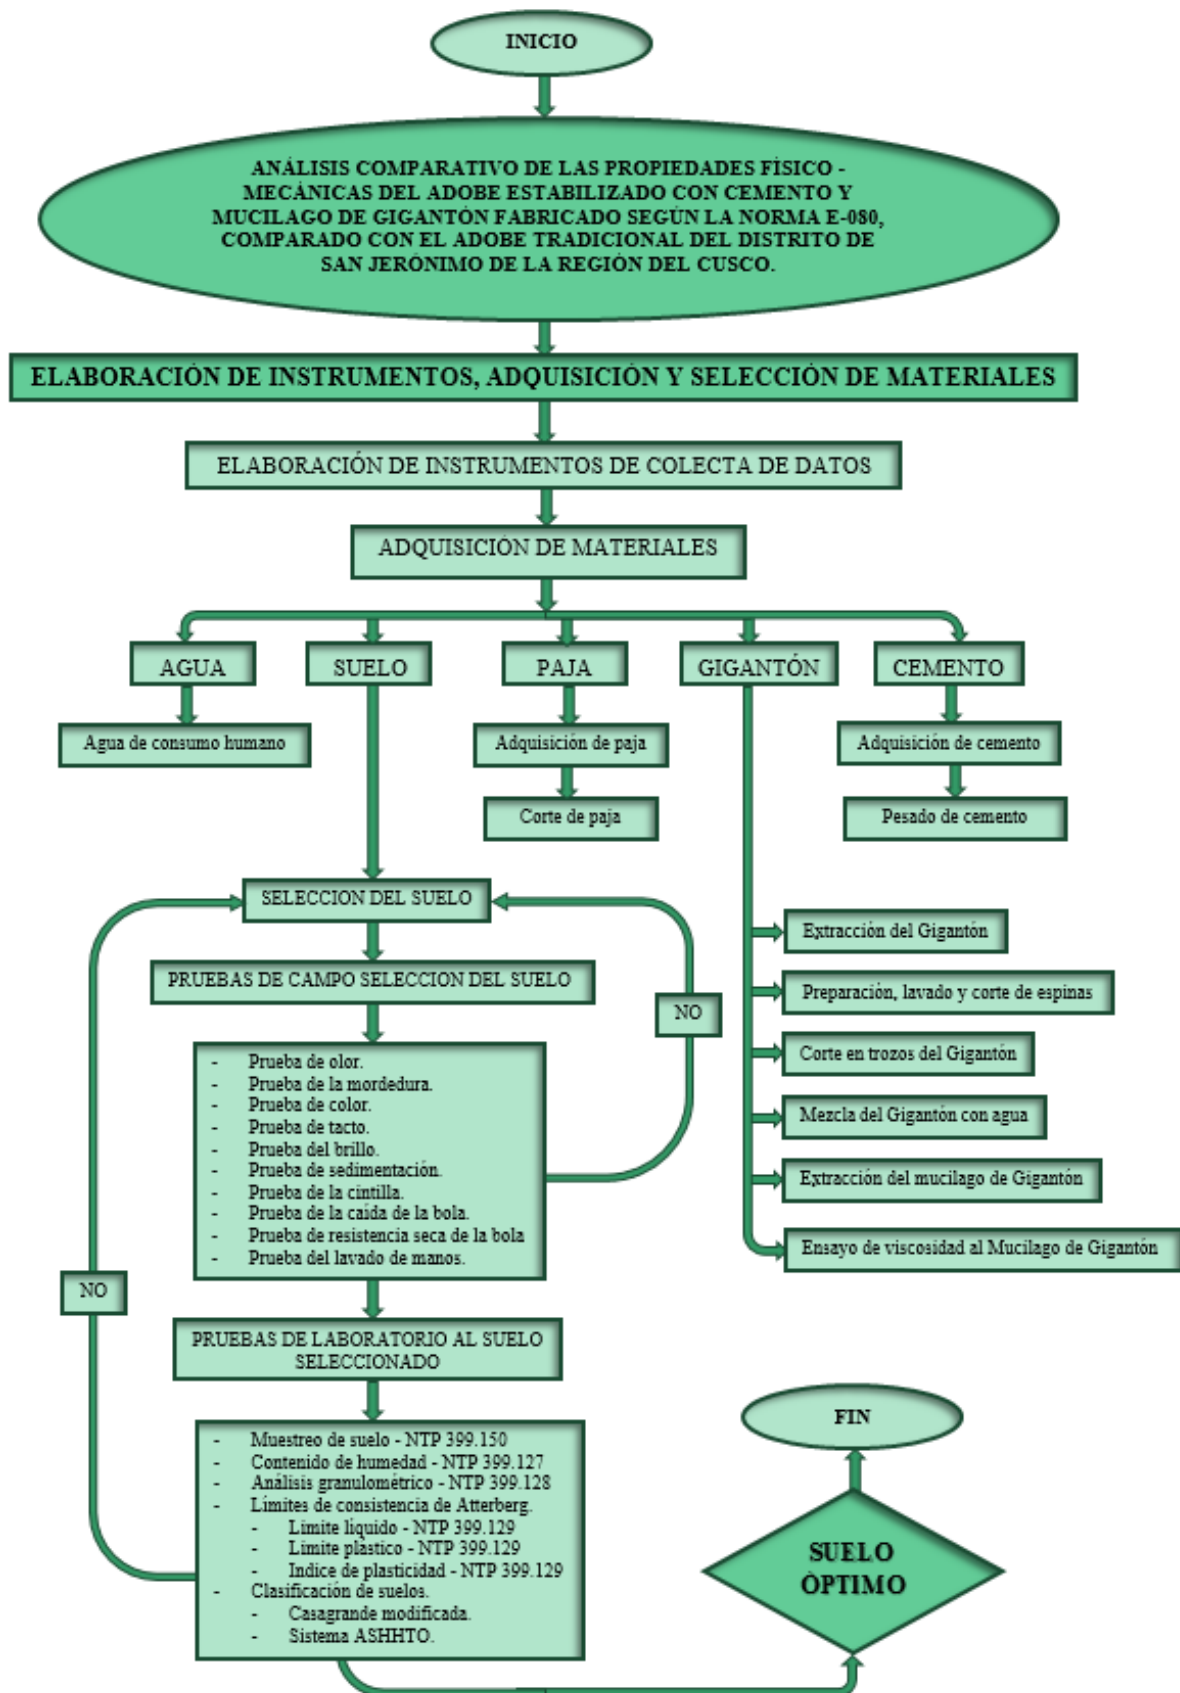 INICIO
ANÁLISIS COMPARATIVO DE LAS PROPIEDADES FÍSICO -
MECÁNICAS DEL ADOBE ESTABILIZADO CON CEMENTO Y
MUCILAGO DE GIGANTÓN FABRICADO SEGÚN LA NORMA E-080,
COMPARADO CON EL ADOBE TRADICIONAL DEL DISTRITO DE
SAN JERÓNIMO DE LA REGIÓN DEL CUSCO.
ELABORACIÓN DE INSTRUMENTOS, ADQUISICIÓN Y SELECCIÓN DE MATERIALES
ELABORACIÓN DE INSTRUMENTOS DE COLECTA DE DATOS
ADQUISICIÓN DE MATERIALES
AGUA
SUELO
PAJA
GIGANTÓN
CEMENTO
Agua de consumo humano
Adquisición de paja
Adquisición de cemento
Corte de paja
Pesado de cemento
SELECCION DEL SUELO
PRUEBAS DE CAMPO SELECCION DEL SUELO
NO
- Prueba de olor.
- Prueba de la mordedura.
- Prueba de color.
- Prueba de tacto.
- Prueba del brillo.
- Prueba de sedimentación.
- Prueba de la cintilla.
- Prueba de la caída de la bola.
- Prueba de resistencia seca de la bola
- Prueba del lavado de manos.
Extracción del Gigantón
Preparación, lavado y corte de espinas
Corte en trozos del Gigantón
Mezcla del Gigantón con agua
Extracción del mucilago de Gigantón
Ensayo de viscosidad al Mucilago de Gigantón
NO
PRUEBAS DE LABORATORIO AL SUELO
SELECCIONADO
- Muestreo de suelo - NTP 399.150
- Contenido de humedad - NTP 399.127
- Análisis granulométrico - NTP 399.128
- Límites de consistencia de Atterberg.
- Limite líquido - NTP 399.129
- Limite plástico - NTP 399.129
- Indice de plasticidad - NTP 399.129
- Clasificación de suelos.
- Casagrande modificada.
- Sistema ASHHTO.
FIN
SUELO
ÒPTIMO